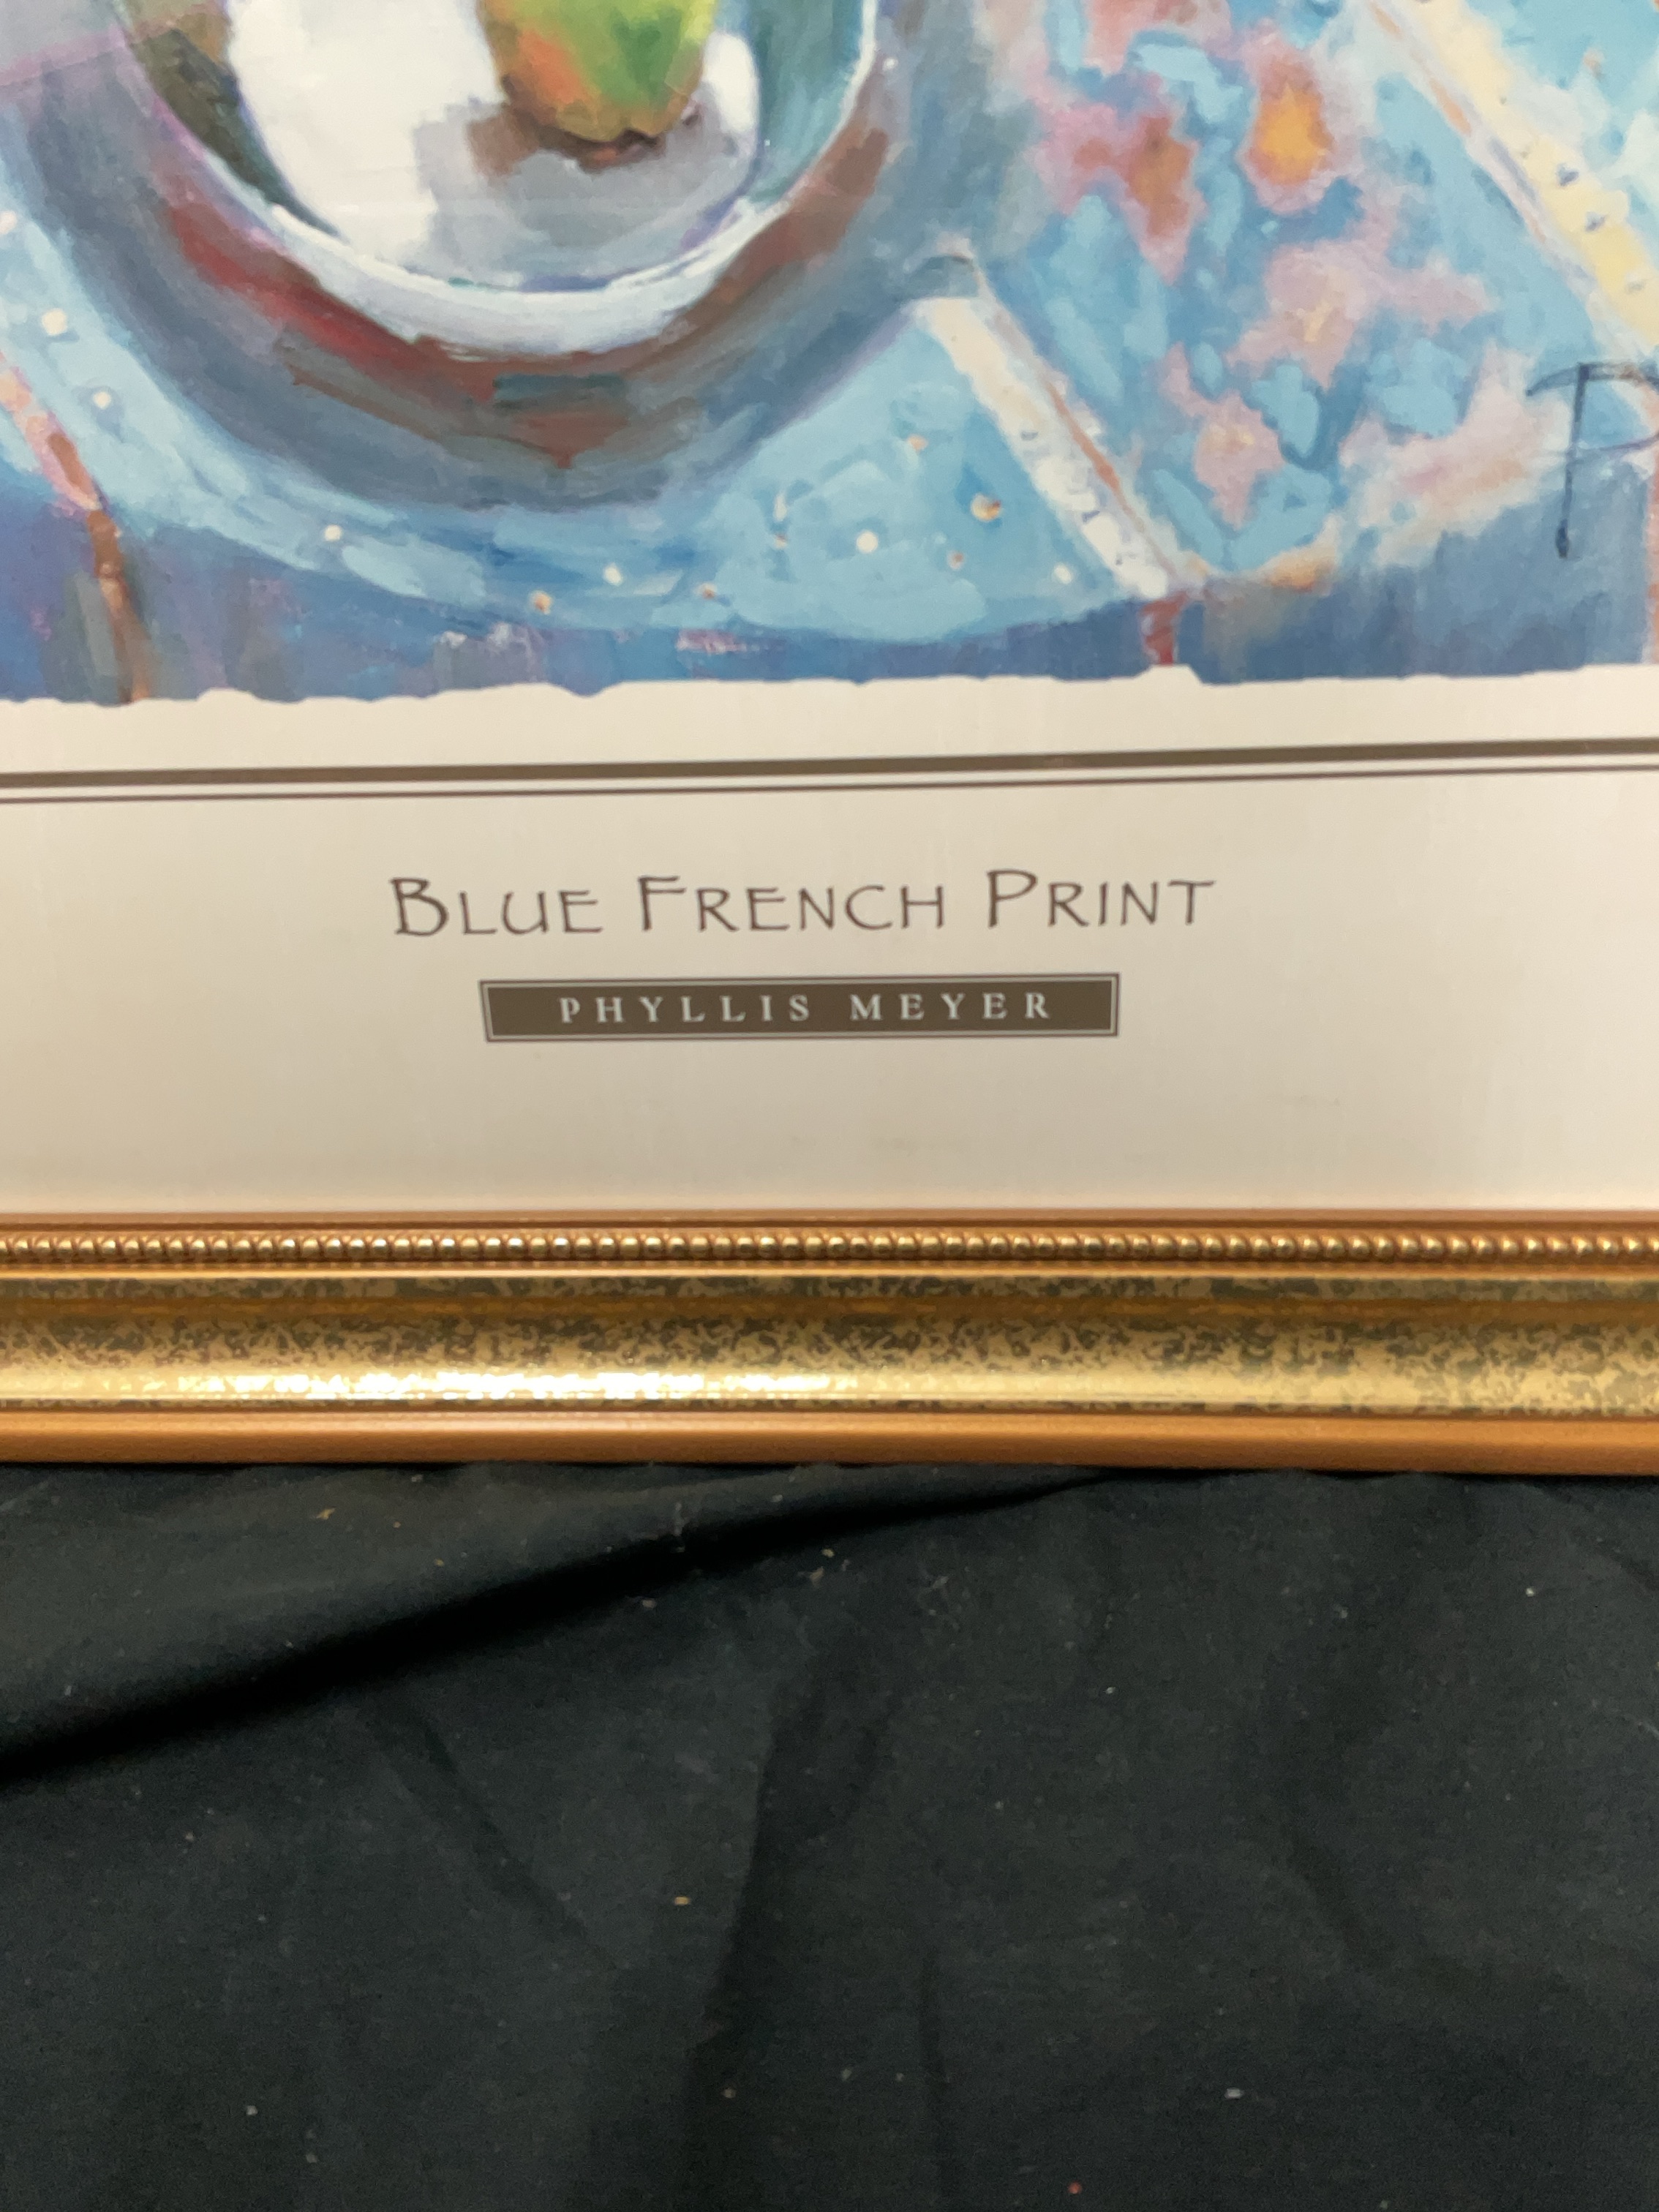 P
BLUE FRENCH PRINT
PHYLLIS MEYER